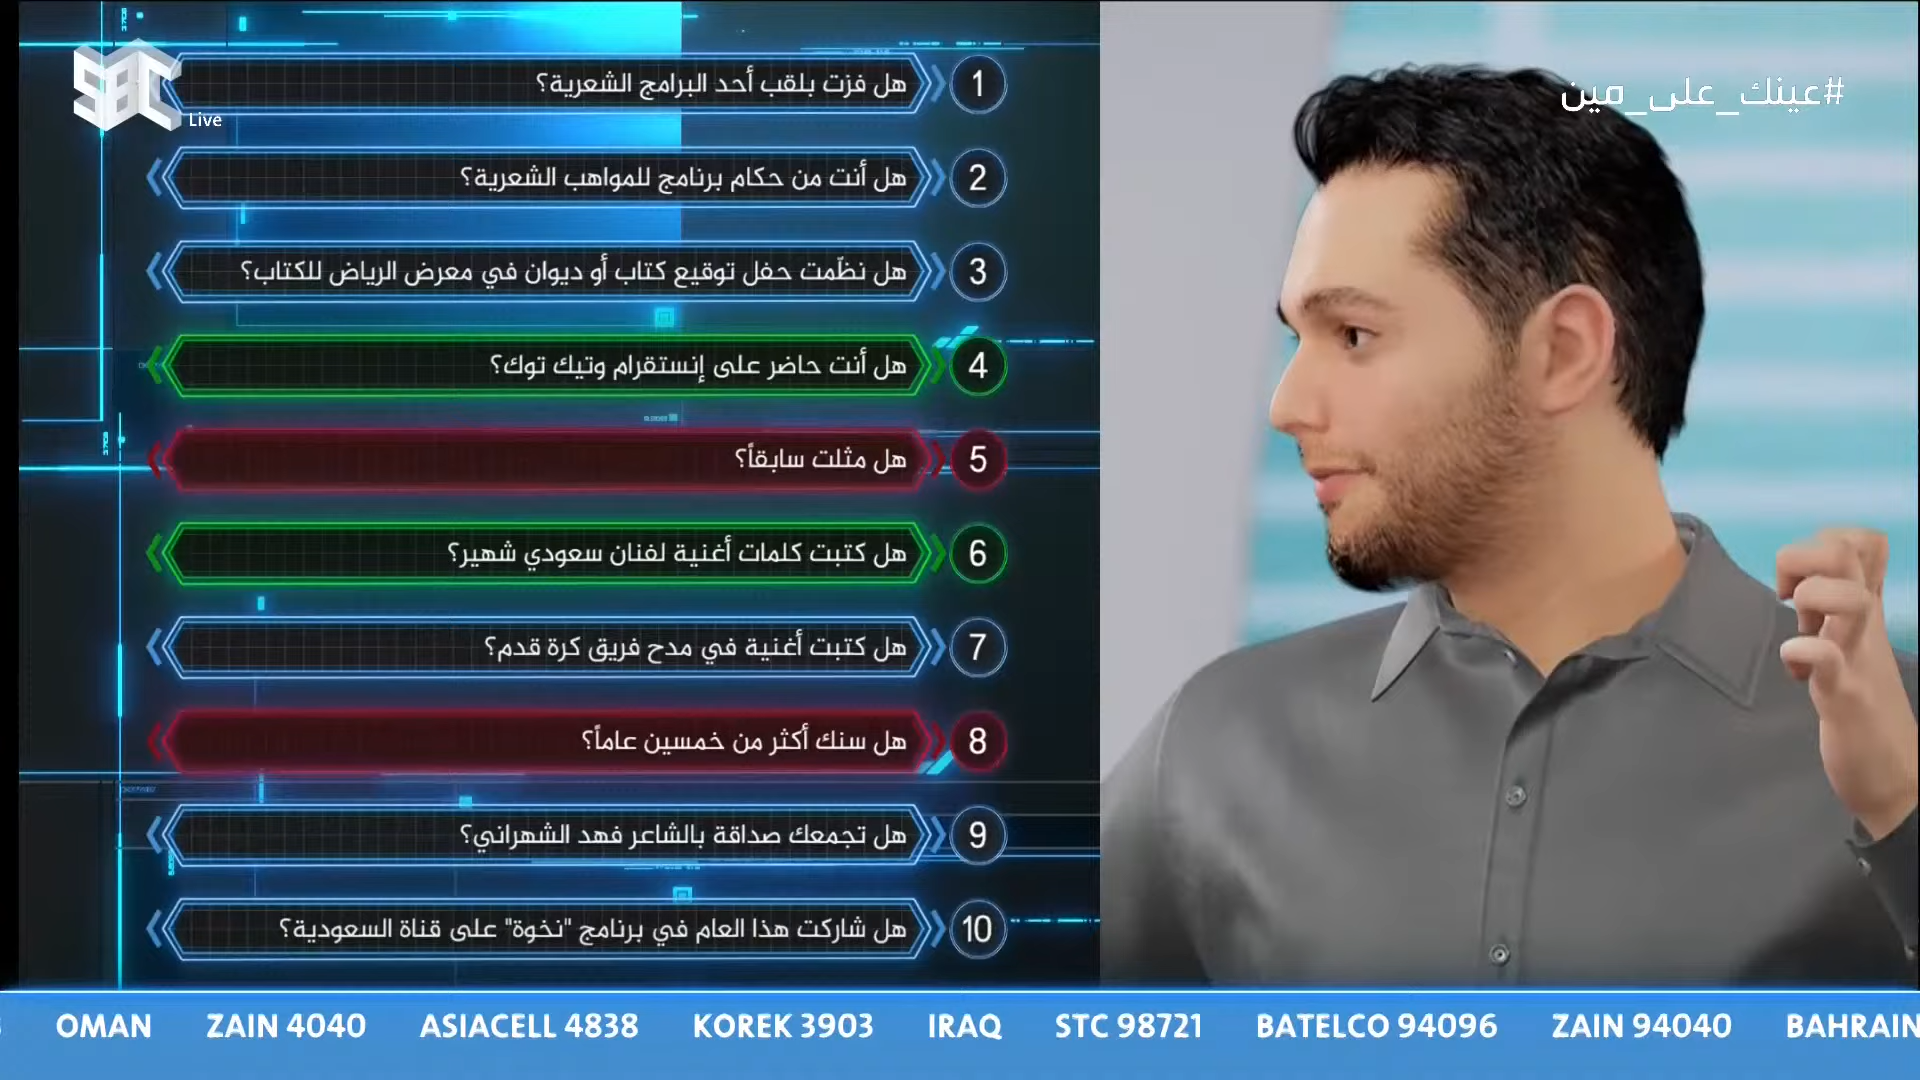 SBC
Live
#عينك_على_مين
1 هل فزت بلقب أحد البرامج الشعرية؟
2 هل أنت من حكام برنامج للمواهب الشعرية؟
3 هل نظّمت حفل توقيع كتاب أو ديوان في معرض الرياض للكتاب؟
4 هل أنت حاضر على إنستقرام وتيك توك؟
5 هل مثلت سابقاً؟
6 هل كتبت كلمات أغنية لفنان سعودي شهير؟
7 هل كتبت أغنية في مدح فريق كرة قدم؟
8 هل سنك أكثر من خمسين عاماً؟
9 هل تجمعك صداقة بالشاعر فهد الشهراني؟
10 هل شاركت هذا العام في برنامج "نخوة" على قناة السعودية؟
OMAN ZAIN 4040 ASIACELL 4838 KOREK 3903 IRAQ STC 98721 BATELCO 94096 ZAIN 94040 BAHRAIN